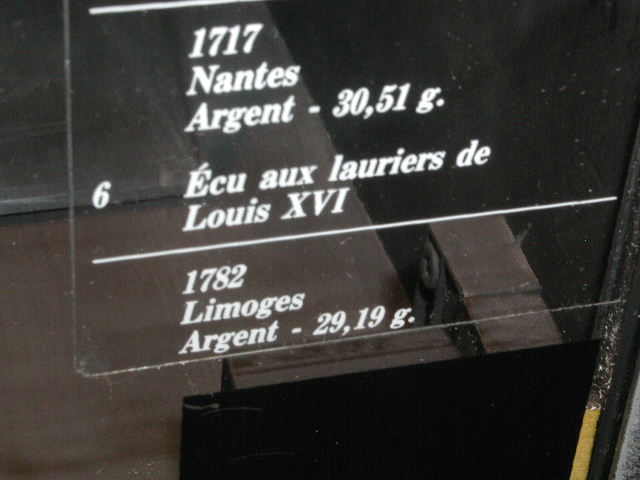 1717
Nantes
Argent - 30,51 g.
6 Écu aux lauriers de
Louis XVI
1782
Limoges
Argent - 29,19 g.